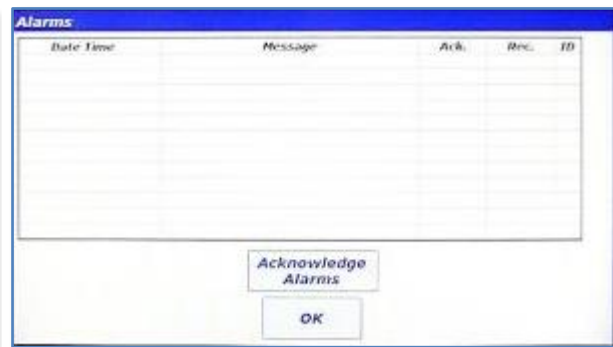 Alarms
Date Time Message Ack. Rec. ID
Acknowledge
Alarms
OK